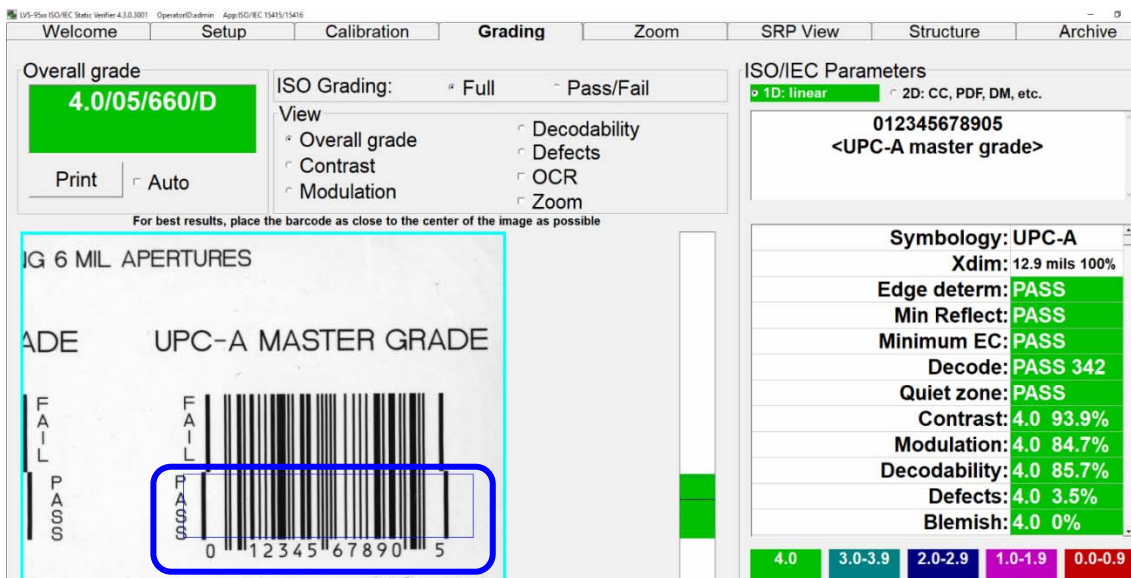 LVS-95xx ISO/IEC Static Verifier 4.3.0.3001 OperatorID:admin App:ISO/IEC 15415/15416
Welcome Setup Calibration Grading Zoom SRP View Structure Archive
Overall grade
4.0/05/660/D
Print
Auto
ISO Grading: Full Pass/Fail
View
Overall grade
Contrast
Modulation
Decodability
Defects
OCR
Zoom
For best results, place the barcode as close to the center of the image as possible
NG 6 MIL APERTURES
ADE UPC-A MASTER GRADE
FAIL
FAIL
PASS
PASS
0 12345 67890 5
ISO/IEC Parameters
1D: linear 2D: CC, PDF, DM, etc.
012345678905
<UPC-A master grade>
Symbology: UPC-A
Xdim: 12.9 mils 100%
Edge determ: PASS
Min Reflect: PASS
Minimum EC: PASS
Decode: PASS 342
Quiet zone: PASS
Contrast: 4.0 93.9%
Modulation: 4.0 84.7%
Decodability: 4.0 85.7%
Defects: 4.0 3.5%
Blemish: 4.0 0%
4.0 3.0-3.9 2.0-2.9 1.0-1.9 0.0-0.9